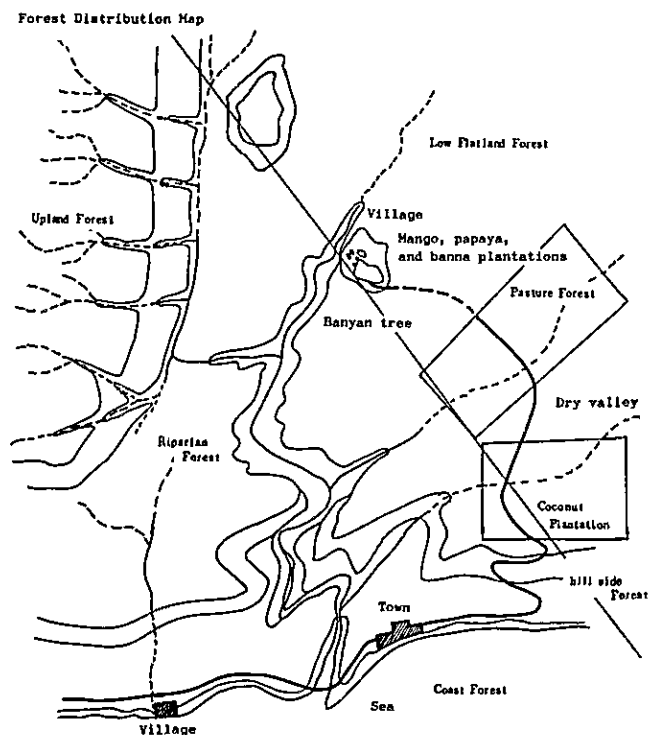 Forest Distribution Map
Low Flatland Forest
Upland Forest
Village
Mango, papaya,
and banna plantations
Pasture Forest
Banyan tree
Dry valley
Riparian
Forest
Coconut
Plantation
hill side
Forest
Town
Coast Forest
Sea
Village